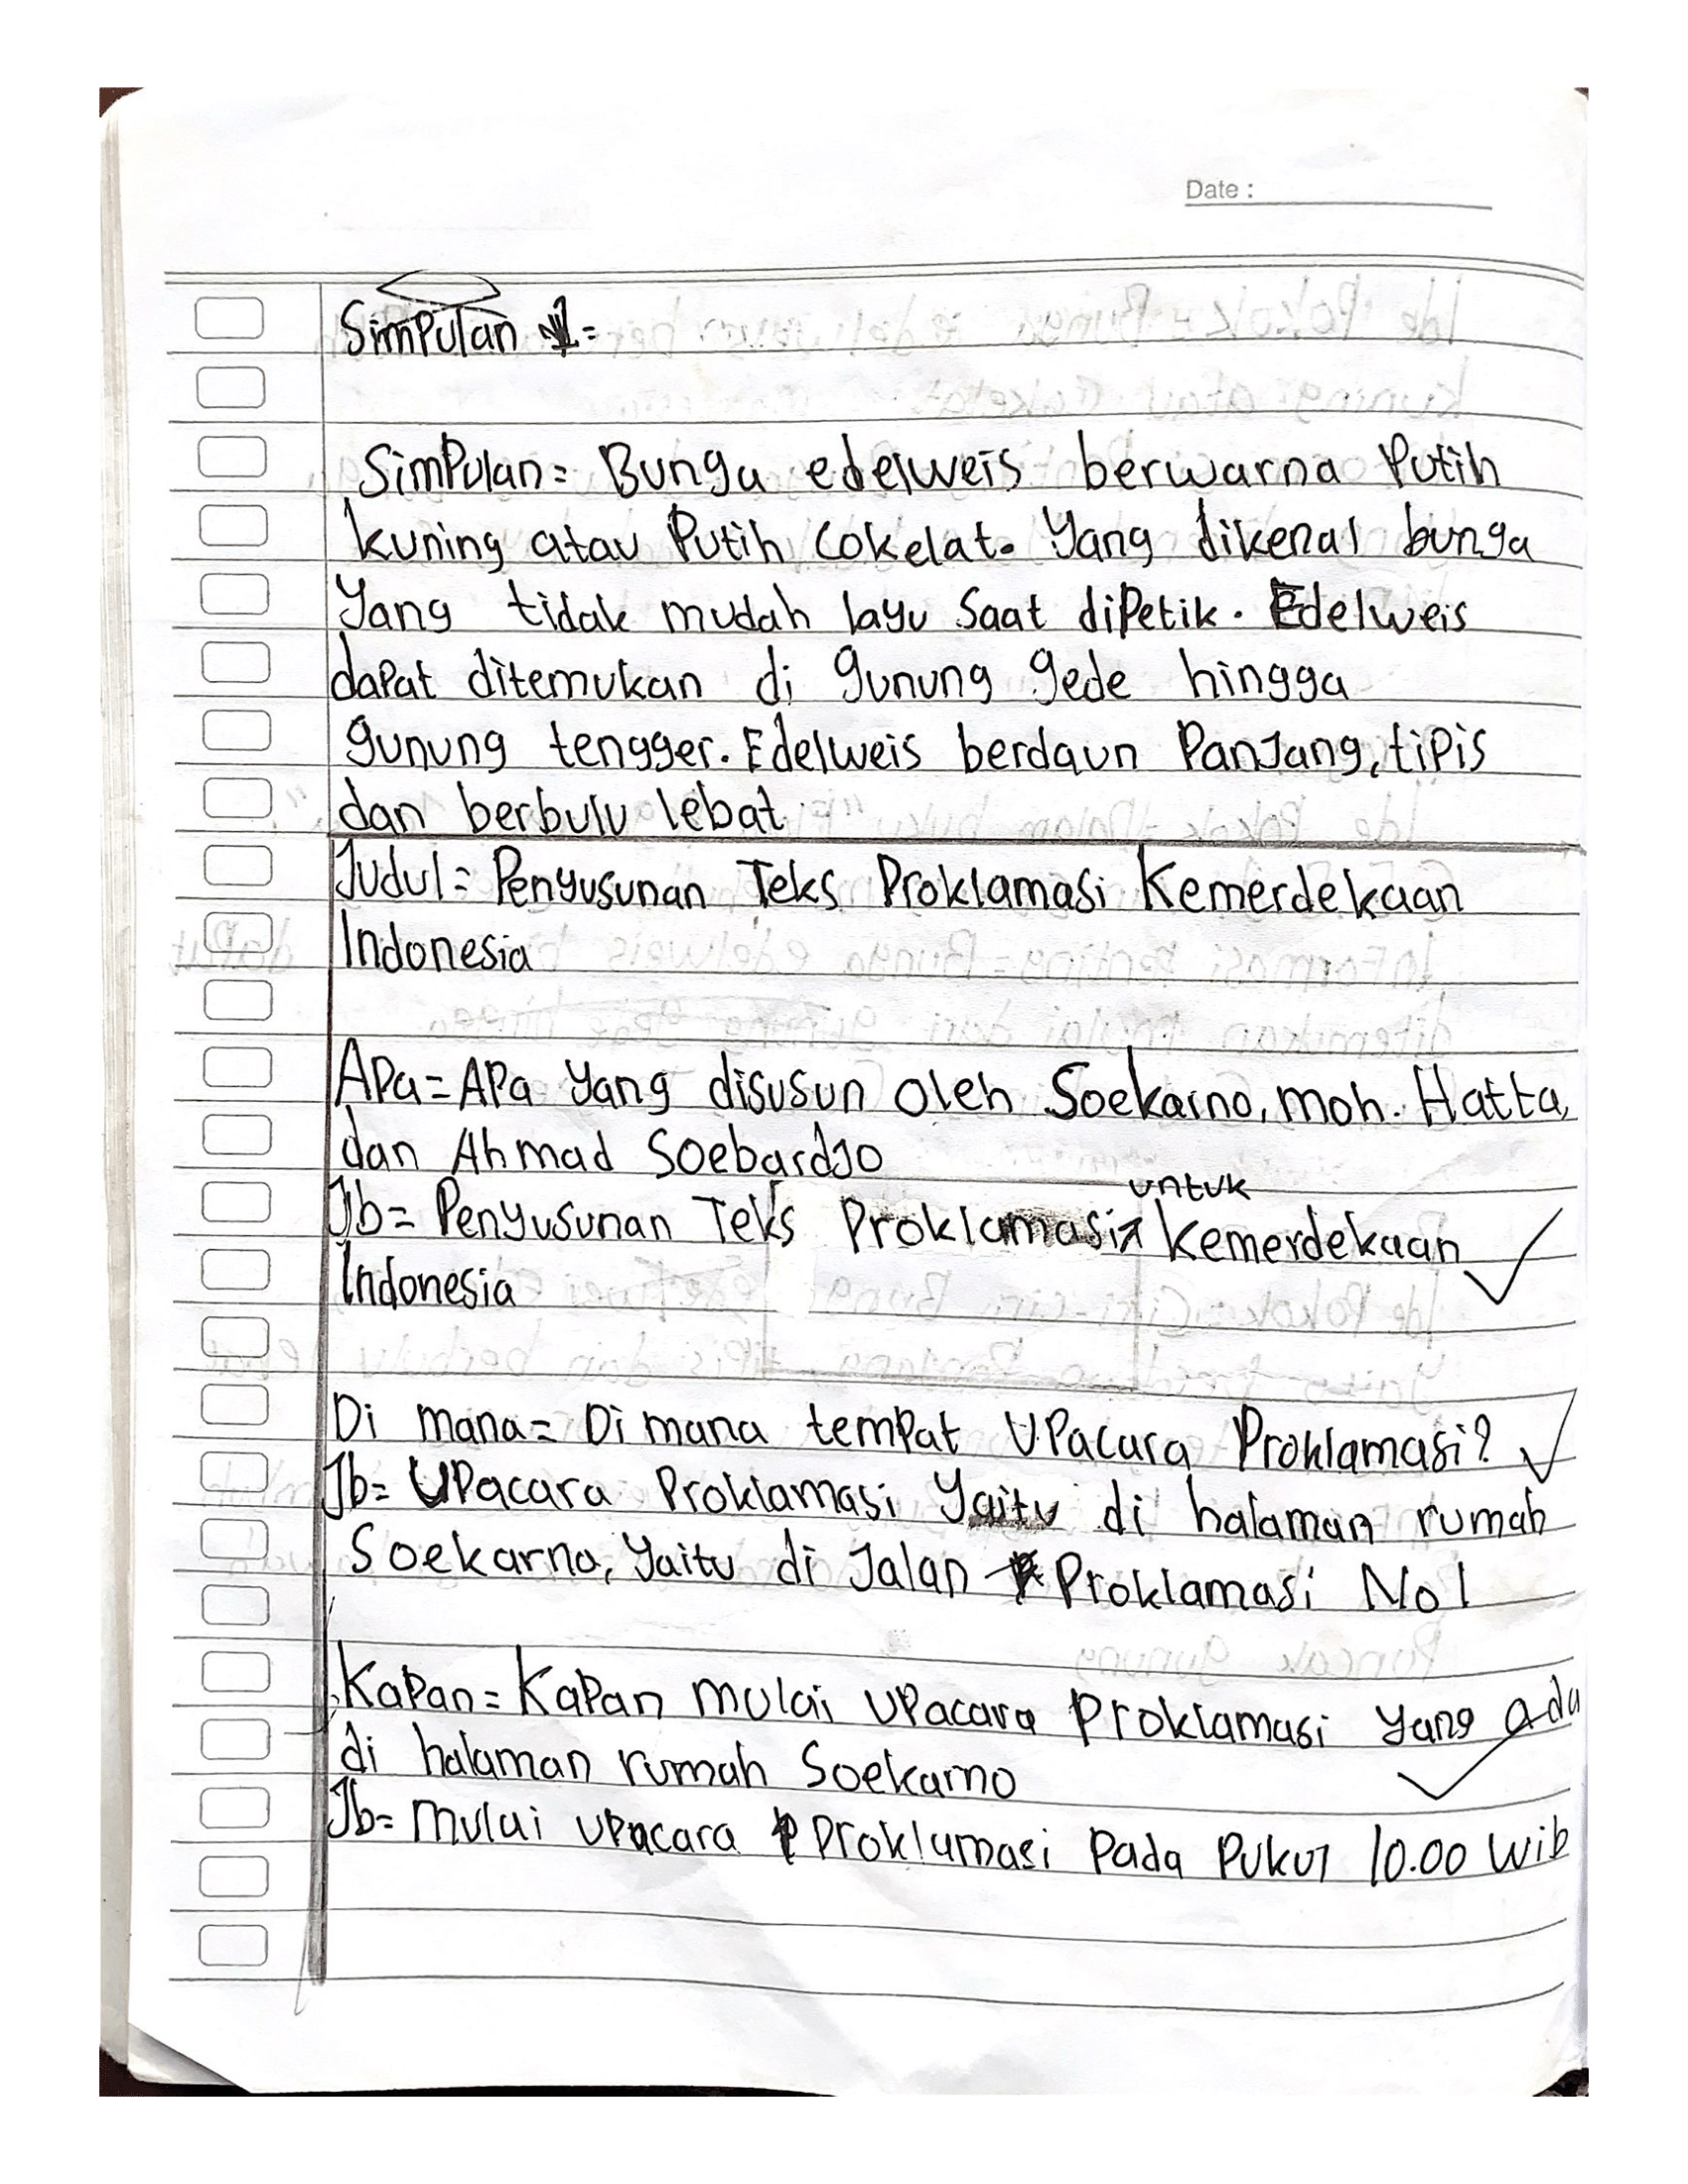 Date :
Simpulan 1=
Simpulan= Bunga edelweis berwarna Putih
kuning atau Putih Cokelat. Yang dikenal bunga
Yang tidak mudah layu Saat dipetik. Edelweis
dapat ditemukan di gunung gede hingga
gunung tengger. Edelweis berdaun Panjang, tipis
dan berbulu lebat
Judul= Penyusunan Teks Proklamasi Kemerdekaan
Indonesia
Apa= Apa yang disusun oleh Soekarno, moh. Hatta,
dan Ahmad Soebardjo
untuk
Jb= Penyusunan Teks Proklamasi Kemerdekaan
Indonesia
Di mana= Di mana tempat Upacara Proklamasi?
Jb= Upacara Proklamasi Yaitu di halaman rumah
Soekarno, Yaitu di Jalan Proklamasi No 1
Kapan= Kapan mulai upacara Proklamasi yang ada
di halaman rumah Soekarno
Jb= Mulai upacara Proklamasi Pada Pukul 10.00 Wib